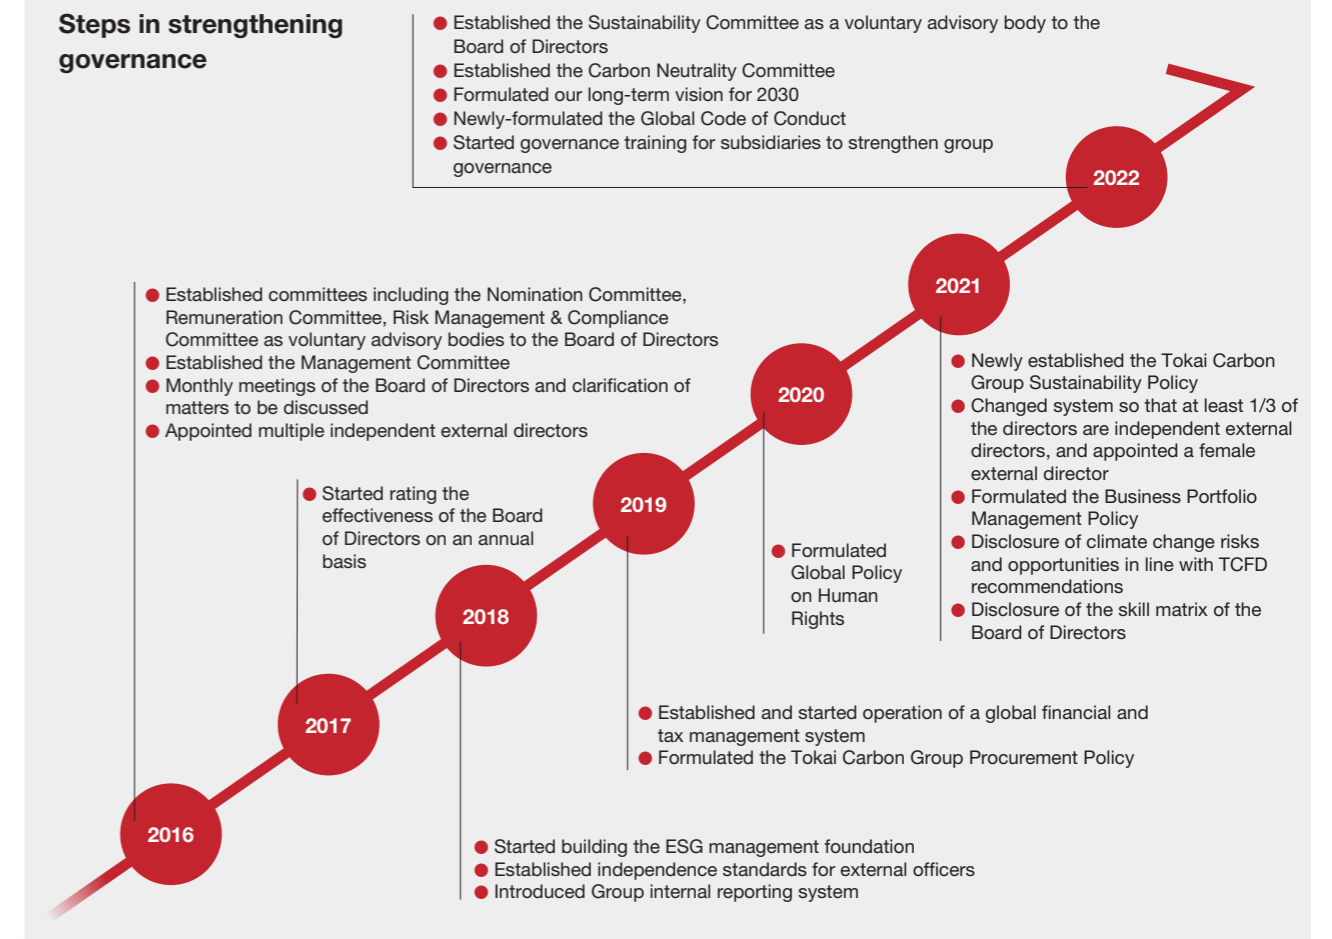 Steps in strengthening
governance
● Established the Sustainability Committee as a voluntary advisory body to the
Board of Directors
● Established the Carbon Neutrality Committee
● Formulated our long-term vision for 2030
● Newly-formulated the Global Code of Conduct
● Started governance training for subsidiaries to strengthen group
governance
2022
2021
● Newly established the Tokai Carbon
Group Sustainability Policy
● Changed system so that at least 1/3 of
the directors are independent external
directors, and appointed a female
external director
● Formulated the Business Portfolio
Management Policy
● Disclosure of climate change risks
and opportunities in line with TCFD
recommendations
● Disclosure of the skill matrix of the
Board of Directors
● Established committees including the Nomination Committee,
Remuneration Committee, Risk Management & Compliance
Committee as voluntary advisory bodies to the Board of Directors
● Established the Management Committee
● Monthly meetings of the Board of Directors and clarification of
matters to be discussed
● Appointed multiple independent external directors
2020
● Formulated
Global Policy
on Human
Rights
● Started rating the
effectiveness of the Board
of Directors on an annual
basis
2019
● Established and started operation of a global financial and
tax management system
● Formulated the Tokai Carbon Group Procurement Policy
2018
● Started building the ESG management foundation
● Established independence standards for external officers
● Introduced Group internal reporting system
2017
2016